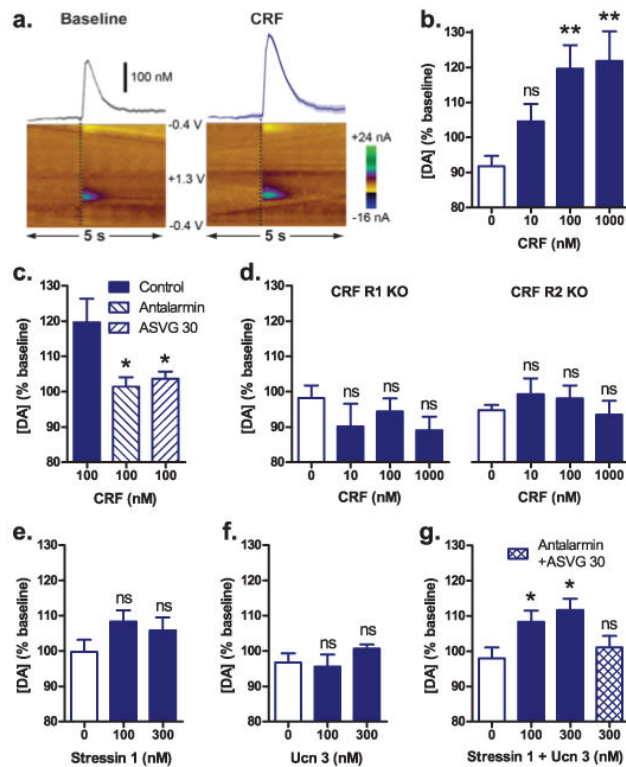 a. Baseline CRF
100 nM
-0.4 V
+1.3 V
-0.4 V
+24 nA
-16 nA
5 s 5 s
b.
[DA] (% baseline)
130
120
110
100
90
80
ns ** **
0 10 100 1000
CRF (nM)
c.
[DA] (% baseline)
130
120
110
100
90
80
Control
Antalarmin
ASVG 30
* *
100 100 100
CRF (nM)
d.
CRF R1 KO CRF R2 KO
[DA] (% baseline)
130
120
110
100
90
80
ns ns ns
0 10 100 1000
CRF (nM)
ns ns ns
0 10 100 1000
CRF (nM)
e.
[DA] (% baseline)
130
120
110
100
90
80
ns ns
0 100 300
Stressin 1 (nM)
f.
[DA] (% baseline)
130
120
110
100
90
80
ns ns
0 100 300
Ucn 3 (nM)
g.
Antalarmin
+ASVG 30
[DA] (% baseline)
130
120
110
100
90
80
* * ns
0 100 300 300
Stressin 1 + Ucn 3 (nM)